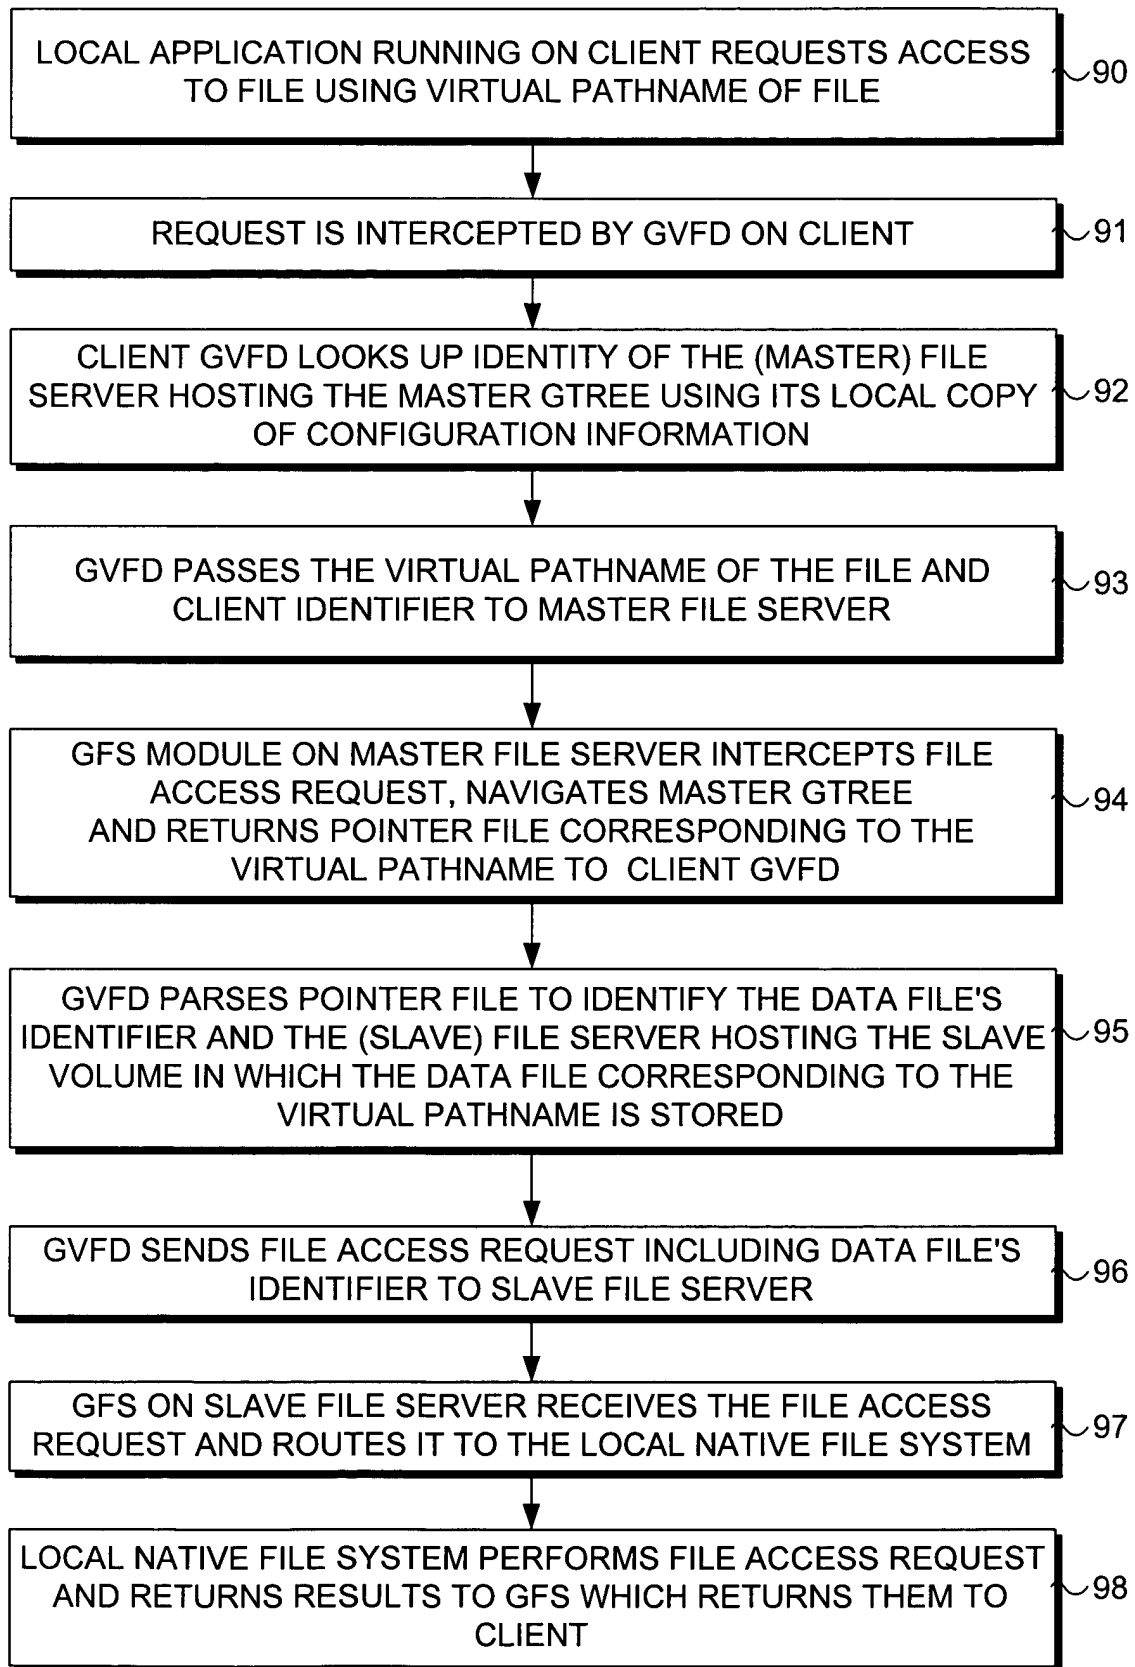 LOCAL APPLICATION RUNNING ON CLIENT REQUESTS ACCESS
TO FILE USING VIRTUAL PATHNAME OF FILE
90
REQUEST IS INTERCEPTED BY GVFD ON CLIENT
91
CLIENT GVFD LOOKS UP IDENTITY OF THE (MASTER) FILE
SERVER HOSTING THE MASTER GTREE USING ITS LOCAL COPY
OF CONFIGURATION INFORMATION
92
GVFD PASSES THE VIRTUAL PATHNAME OF THE FILE AND
CLIENT IDENTIFIER TO MASTER FILE SERVER
93
GFS MODULE ON MASTER FILE SERVER INTERCEPTS FILE
ACCESS REQUEST, NAVIGATES MASTER GTREE
AND RETURNS POINTER FILE CORRESPONDING TO THE
VIRTUAL PATHNAME TO CLIENT GVFD
94
GVFD PARSES POINTER FILE TO IDENTIFY THE DATA FILE'S
IDENTIFIER AND THE (SLAVE) FILE SERVER HOSTING THE SLAVE
VOLUME IN WHICH THE DATA FILE CORRESPONDING TO THE
VIRTUAL PATHNAME IS STORED
95
GVFD SENDS FILE ACCESS REQUEST INCLUDING DATA FILE'S
IDENTIFIER TO SLAVE FILE SERVER
96
GFS ON SLAVE FILE SERVER RECEIVES THE FILE ACCESS
REQUEST AND ROUTES IT TO THE LOCAL NATIVE FILE SYSTEM
97
LOCAL NATIVE FILE SYSTEM PERFORMS FILE ACCESS REQUEST
AND RETURNS RESULTS TO GFS WHICH RETURNS THEM TO
CLIENT
98